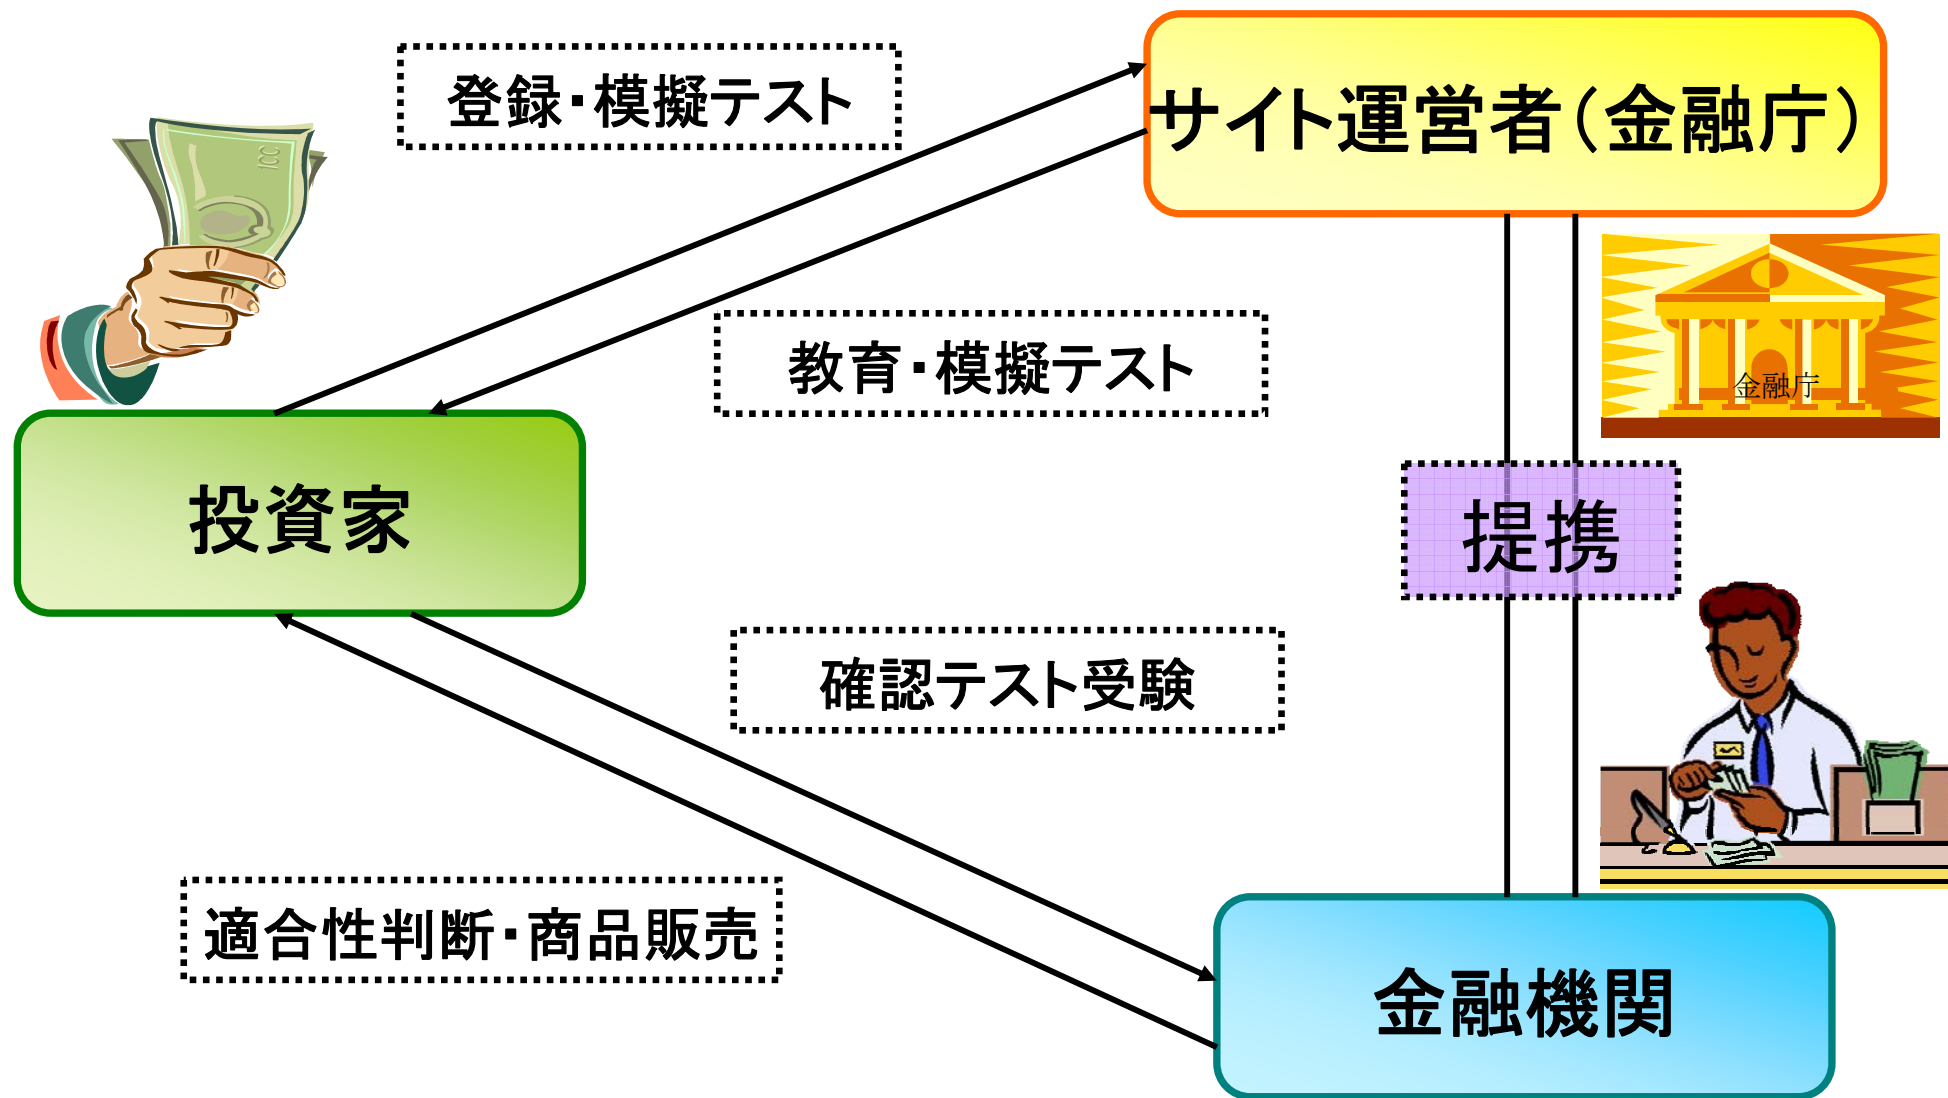 登録・模擬テスト
サイト運営者（金融庁）
教育・模擬テスト
金融庁
投資家
提携
確認テスト受験
適合性判断・商品販売
金融機関